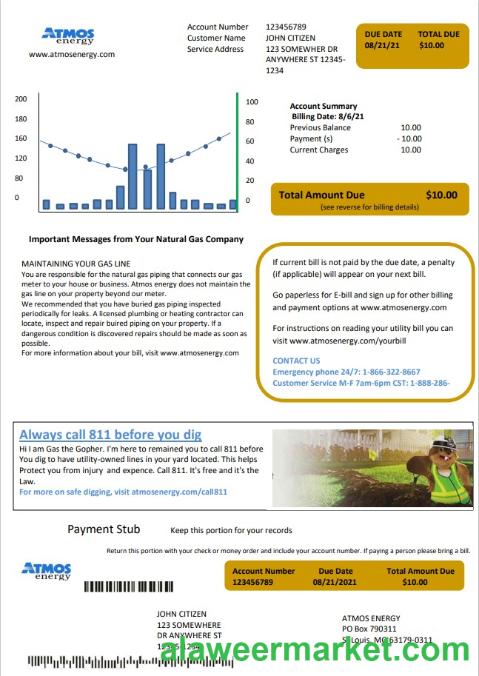 ATMOS
energy
www.atmosenergy.com
Account Number 123456789
Customer Name JOHN CITIZEN
Service Address 123 SOMEWHER DR
ANYWHERE ST 12345-
1234
DUE DATE TOTAL DUE
08/21/21 $10.00
200
160
120
80
0
100
80
60
40
20
0
Account Summary
Billing Date: 8/6/21
Previous Balance 10.00
Payment (s) - 10.00
Current Charges 10.00
Total Amount Due $10.00
(see reverse for billing details)
Important Messages from Your Natural Gas Company
MAINTAINING YOUR GAS LINE
You are responsible for the natural gas piping that connects our gas
meter to your house or business. Atmos energy does not maintain the
gas line on your property beyond our meter.
We recommend that you have buried gas piping inspected
periodically for leaks. A licensed plumbing or heating contractor can
locate, inspect and repair buired piping on your property. If a
dangerous condition is discovered repairs should be made as soon as
possible.
For more information about your bill, visit www.atmosenergy.com
If current bill is not paid by the due date, a penalty
(if applicable) will appear on your next bill.
Go paperless for E-bill and sign up for other billing
and payment options at www.atmosenergy.com
For instructions on reading your utility bill you can
visit www.atmosenergy.com/yourbill
CONTACT US
Emergency phone 24/7: 1-866-322-8667
Customer Service M-F 7am-6pm CST: 1-888-286-
Always call 811 before you dig
Hi I am Gas the Gopher. I'm here to remained you to call 811 before
You dig to have utility-owned lines in your yard located. This helps
Protect you from injury and expence. Call 811. It's free and it's the
Law.
For more on safe digging, visit atmosenergy.com/call811
Payment Stub Keep this portion for your records
Return this portion with your check or money order and include your account number. If paying a person please bring a bill.
ATMOS
energy
Account Number Due Date Total Amount Due
123456789 08/21/2021 $10.00
JOHN CITIZEN
123 SOMEWHERE
DR ANYWHERE ST
12345-1234
ATMOS ENERGY
PO Box 790311
St Louis, MO 63179-0311
alaweermarket.com